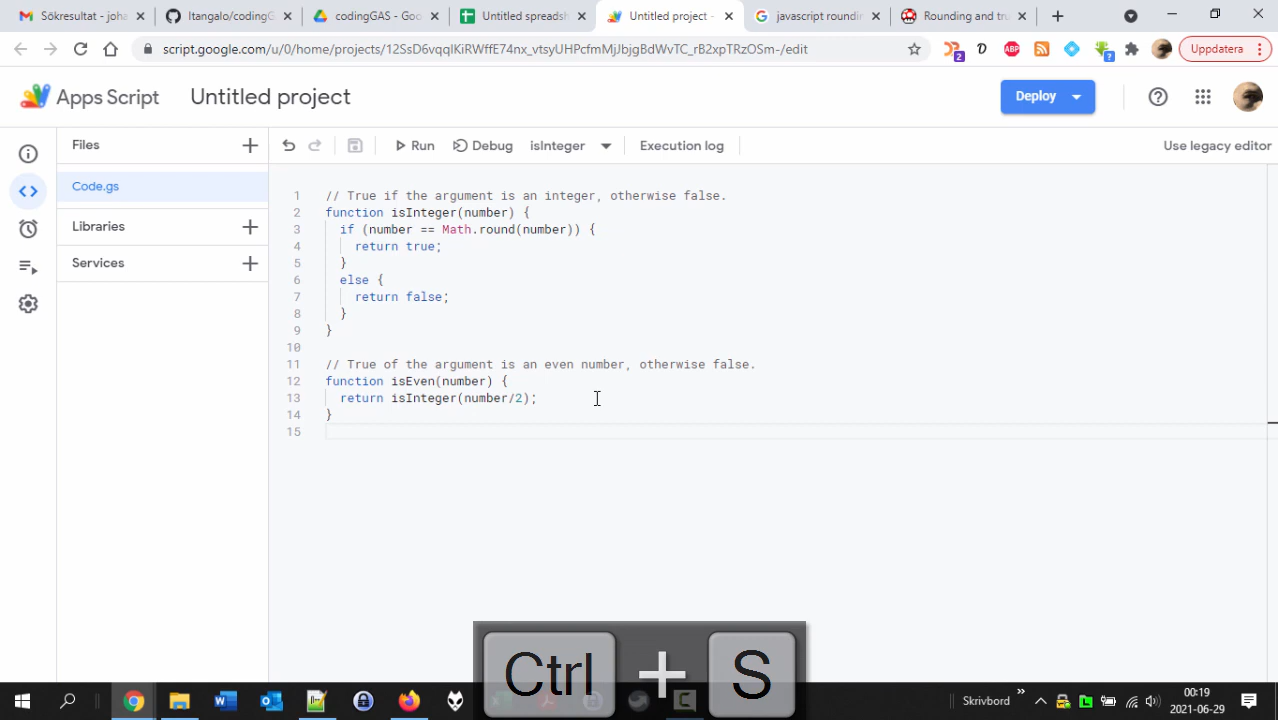 Sökresultat - joha
Itangalo/codingG
codingGAS - Goo
Untitled spreadsh
Untitled project -
javascript roundin
Rounding and tru
script.google.com/u/0/home/projects/12SsD6vqqIKiRWffE74nx_vtsyUHPcfmMjJbjgBdWvTC_rB2xpTRzOSm-/edit
2
ABP
?
Uppdatera
Apps Script
Untitled project
Deploy
Files
Run
Debug
isInteger
Execution log
Use legacy editor
Code.gs
Libraries
Services
1 // True if the argument is an integer, otherwise false.
2 function isInteger(number) {
3 if (number == Math.round(number)) {
4 return true;
5 }
6 else {
7 return false;
8 }
9 }
10
11 // True of the argument is an even number, otherwise false.
12 function isEven(number) {
13 return isInteger(number/2);
14 }
15
Ctrl + S
Skrivbord
00:19
2021-06-29